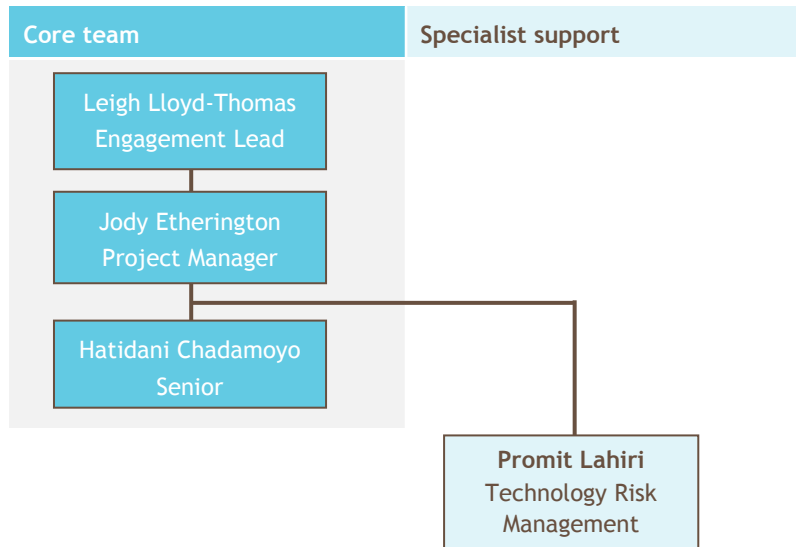 Core team
Specialist support
Leigh Lloyd-Thomas
Engagement Lead
Jody Etherington
Project Manager
Hatidani Chadamoyo
Senior
Promit Lahiri
Technology Risk
Management